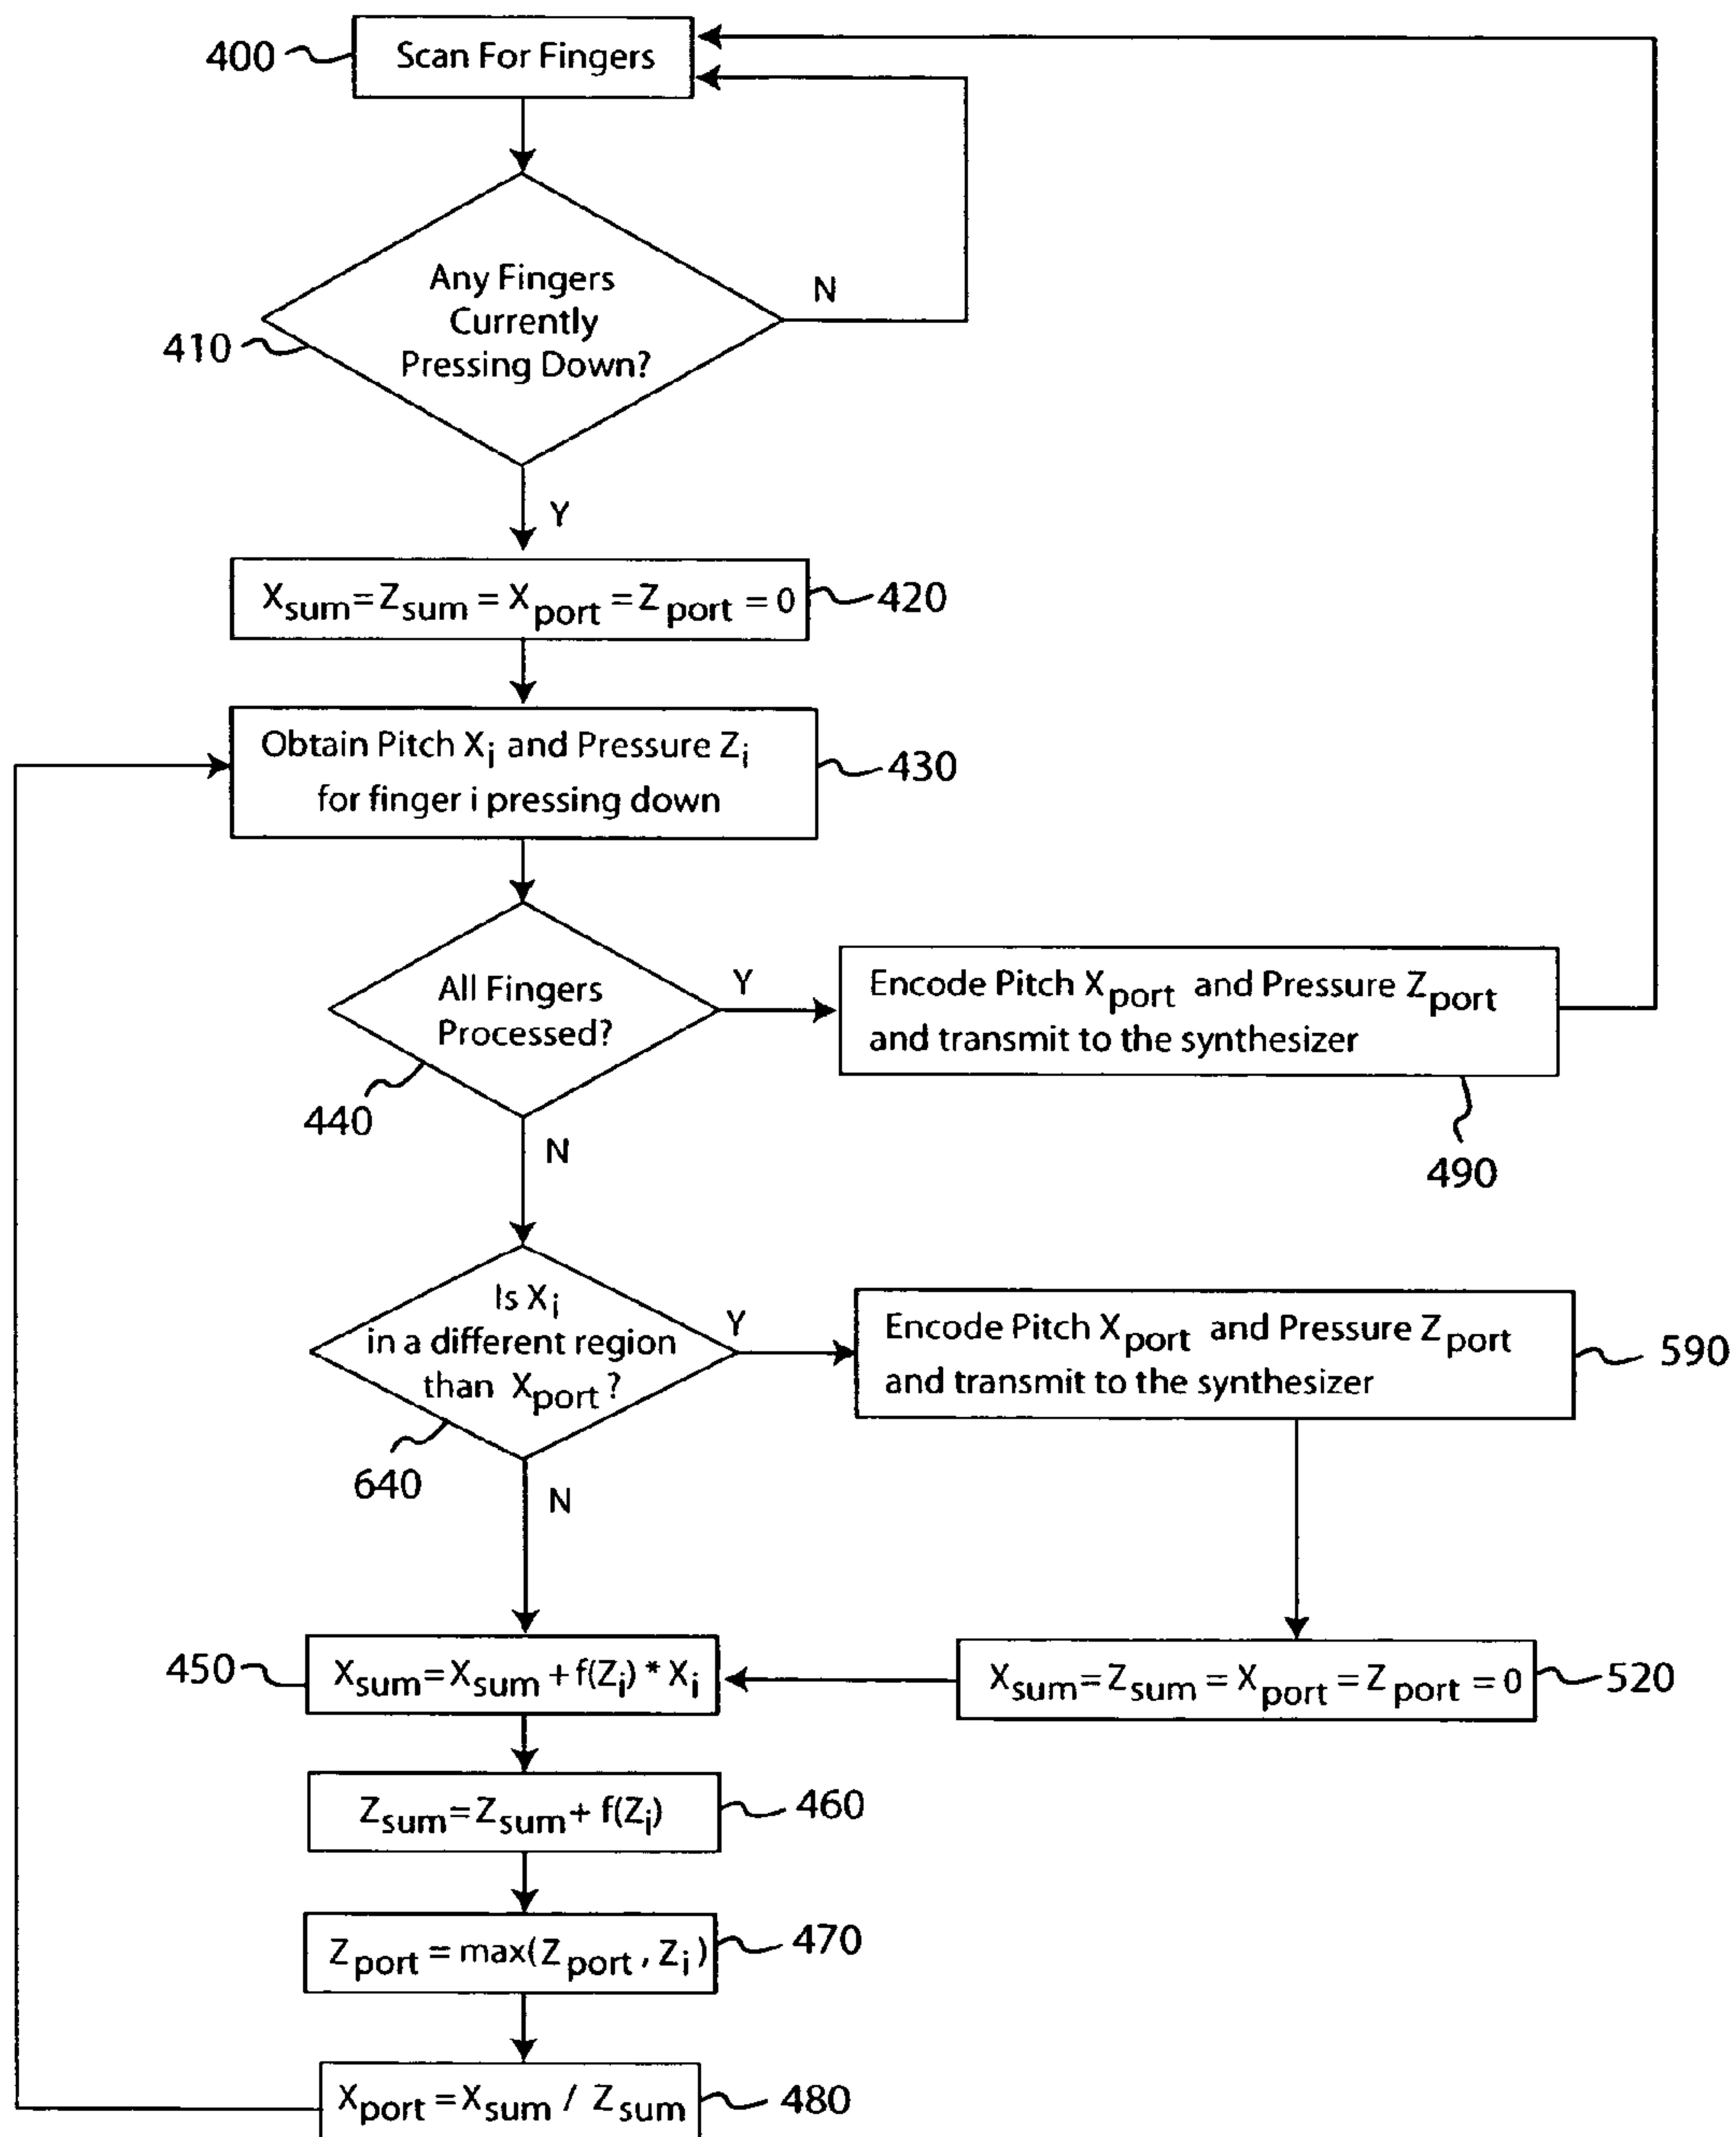 400
Scan For Fingers
Any Fingers
Currently
Pressing Down?
N
410
Y
Xsum=Zsum = Xport =Zport = 0
420
Obtain Pitch Xi and Pressure Zi
for finger i pressing down
430
All Fingers
Processed?
Y
440
N
Encode Pitch Xport and Pressure Zport
and transmit to the synthesizer
490
Is Xi
in a different region
than Xport?
Y
640
N
Encode Pitch Xport and Pressure Zport
and transmit to the synthesizer
590
450
Xsum=Xsum + f(Zi) * Xi
Xsum=Zsum = Xport =Zport = 0
520
Zsum=Zsum + f(Zi)
460
Zport = max(Zport , Zi)
470
Xport =Xsum / Zsum
480